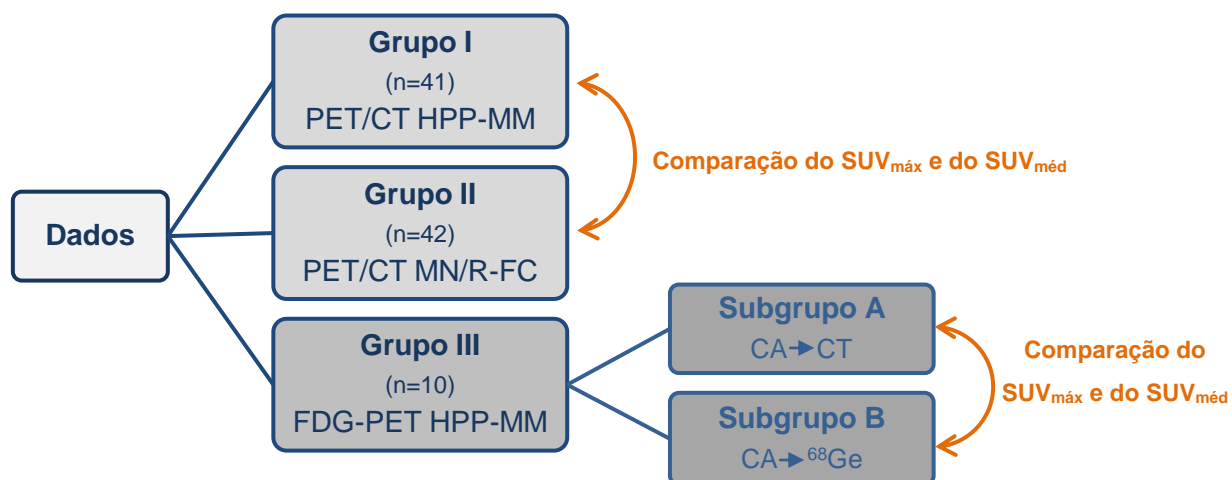 Dados
Grupo I
(n=41)
PET/CT HPP-MM
Grupo II
(n=42)
PET/CT MN/R-FC
Grupo III
(n=10)
FDG-PET HPP-MM
Comparação do SUVmáx e do SUVméd
Subgrupo A
CA→CT
Subgrupo B
CA→⁶⁸Ge
Comparação do
SUVmáx e do SUVméd